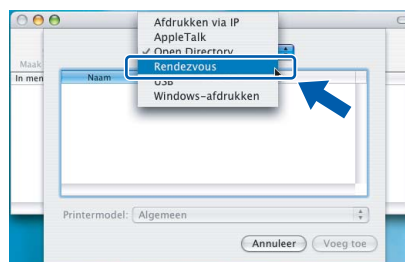 Afdrukken via IP
AppleTalk
✓ Open Directory
Maak
Rendezvous
In men
Naam
USB
Windows-afdrukken
Printermodel: Algemeen
Annuleer
Voeg toe